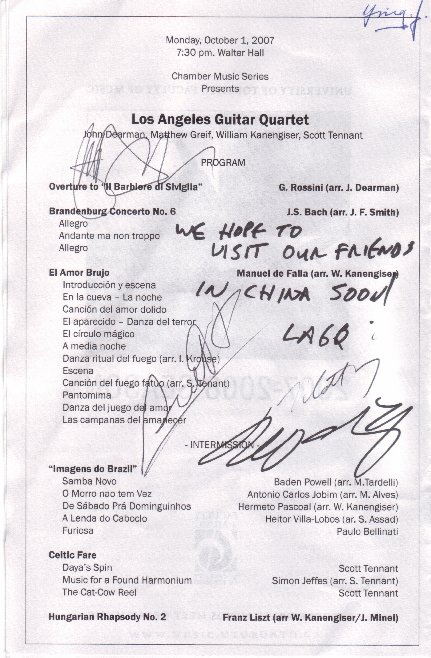 Monday, October 1, 2007
7:30 pm. Walter Hall
Chamber Music Series
Presents
Los Angeles Guitar Quartet
John Dearman, Matthew Greif, William Kanengiser, Scott Tennant
PROGRAM
Overture to "Il Barbiere di Siviglia" G. Rossini (arr. J. Dearman)
Brandenburg Concerto No. 6 J.S. Bach (arr. J. F. Smith)
Allegro
Andante ma non troppo
Allegro
WE HOPE TO
VISIT OUR FRIENDS
El Amor Brujo Manuel de Falla (arr. W. Kanengiser)
IN CHINA SOON
LAGQ
Introducción y escena
En la cueva – La noche
Canción del amor dolido
El aparecido – Danza del terror
El círculo mágico
A media noche
Danza ritual del fuego (arr. I. Krouse)
Escena
Canción del fuego fatuo (arr. S. Tenant)
Pantomima
Danza del juego del amor
Las campanas del amanecer
- INTERMISSION -
"Imagens do Brazil"
Samba Novo Baden Powell (arr. M.Tardelli)
O Morro nao tem Vez Antonio Carlos Jobim (arr. M. Alves)
De Sábado Prá Dominguinhos Hermeto Pascoal (arr. W. Kanengiser)
A Lenda do Caboclo Heitor Villa-Lobos (ar. S. Assad)
Furiosa Paulo Bellinati
Celtic Fare
Daya's Spin Scott Tennant
Music for a Found Harmonium Simon Jeffes (arr. S. Tennant)
The Cat-Cow Reel Scott Tennant
Hungarian Rhapsody No. 2 Franz Liszt (arr W. Kanengiser/J. Minei)